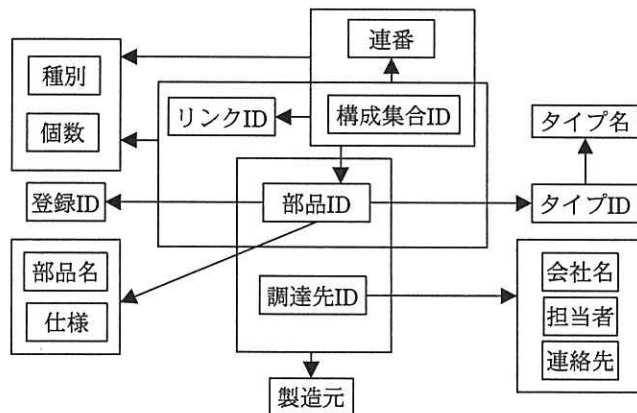 連番
種別
リンクID
構成集合ID
個数
タイプ名
登録ID
部品ID
タイプID
部品名
調達先ID
会社名
仕様
担当者
連絡先
製造元